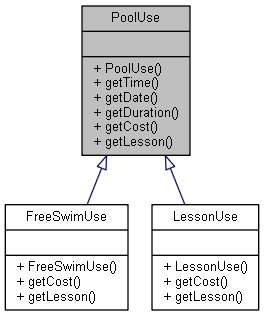 PoolUse
+ PoolUse()
+ getTime()
+ getDate()
+ getDuration()
+ getCost()
+ getLesson()
FreeSwimUse
+ FreeSwimUse()
+ getCost()
+ getLesson()
LessonUse
+ LessonUse()
+ getCost()
+ getLesson()